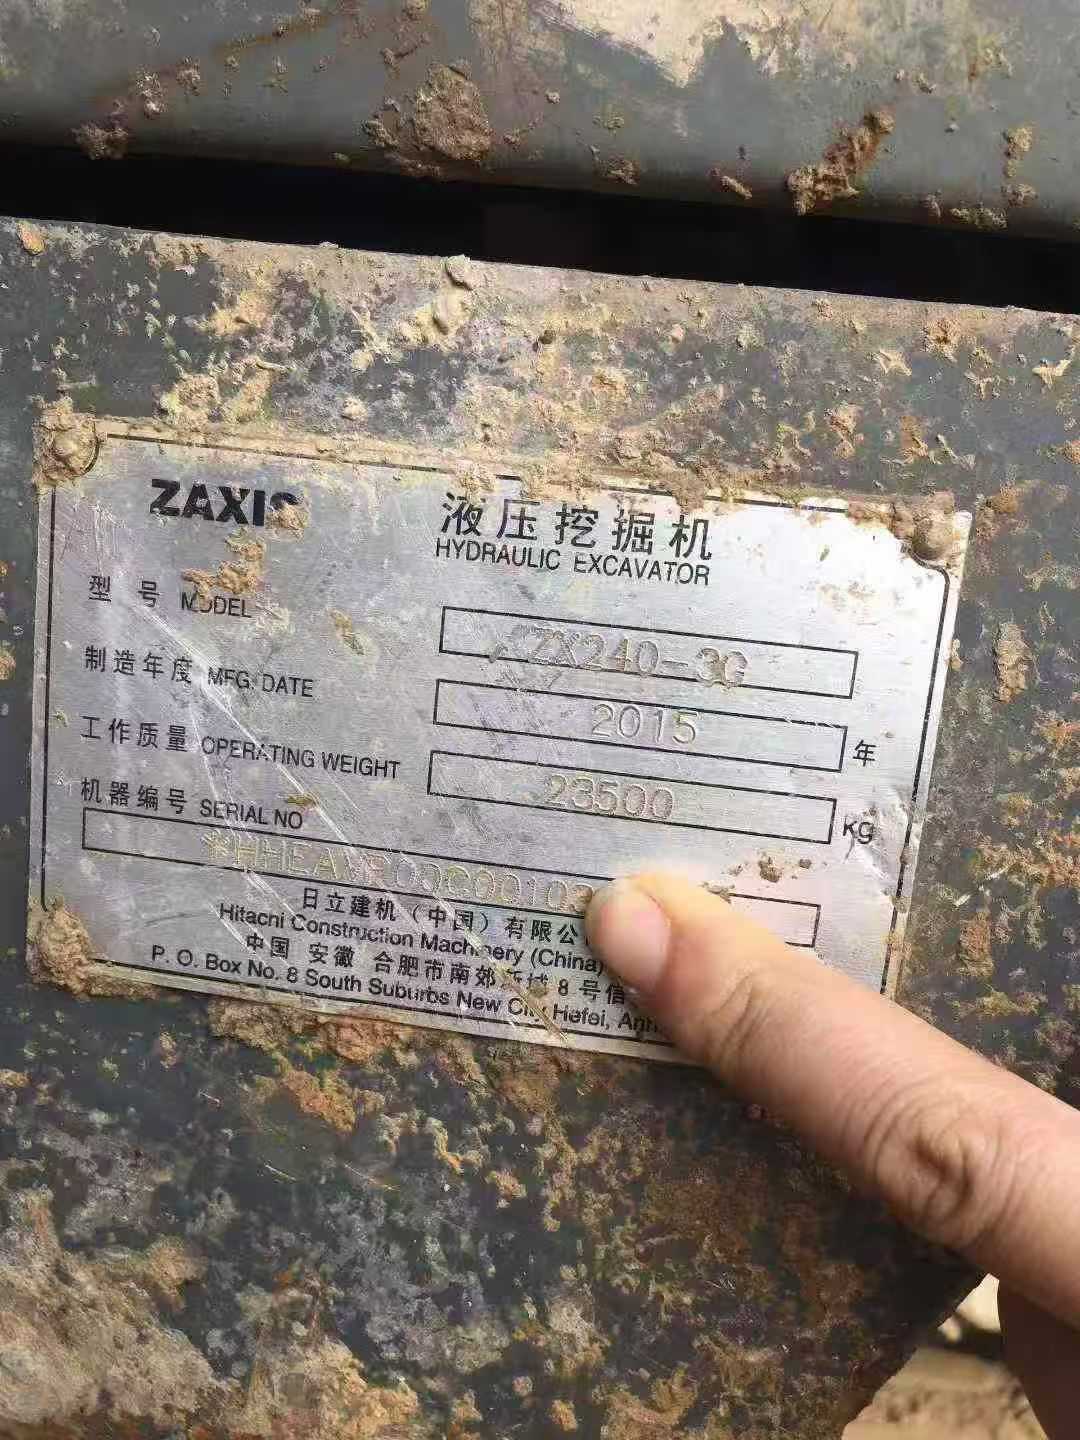 ZAXIS
液压挖掘机
HYDRAULIC EXCAVATOR
型号 MODEL ZX240-3G
制造年度 MFG.DATE 2015 年
工作质量 OPERATING WEIGHT 23500 kg
机器编号 SERIAL NO
日立建机（中国）有限公
Hitachi Construction Machinery (China)
中国 安徽 合肥市南郊 8号
P. O. Box No. 8 South Suburbs New City, Hefei,